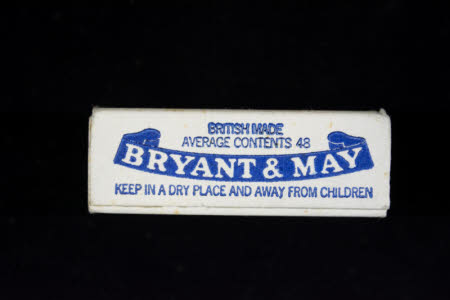 BRITISH MADE
AVERAGE CONTENTS 48
BRYANT & MAY
KEEP IN A DRY PLACE AND AWAY FROM CHILDREN